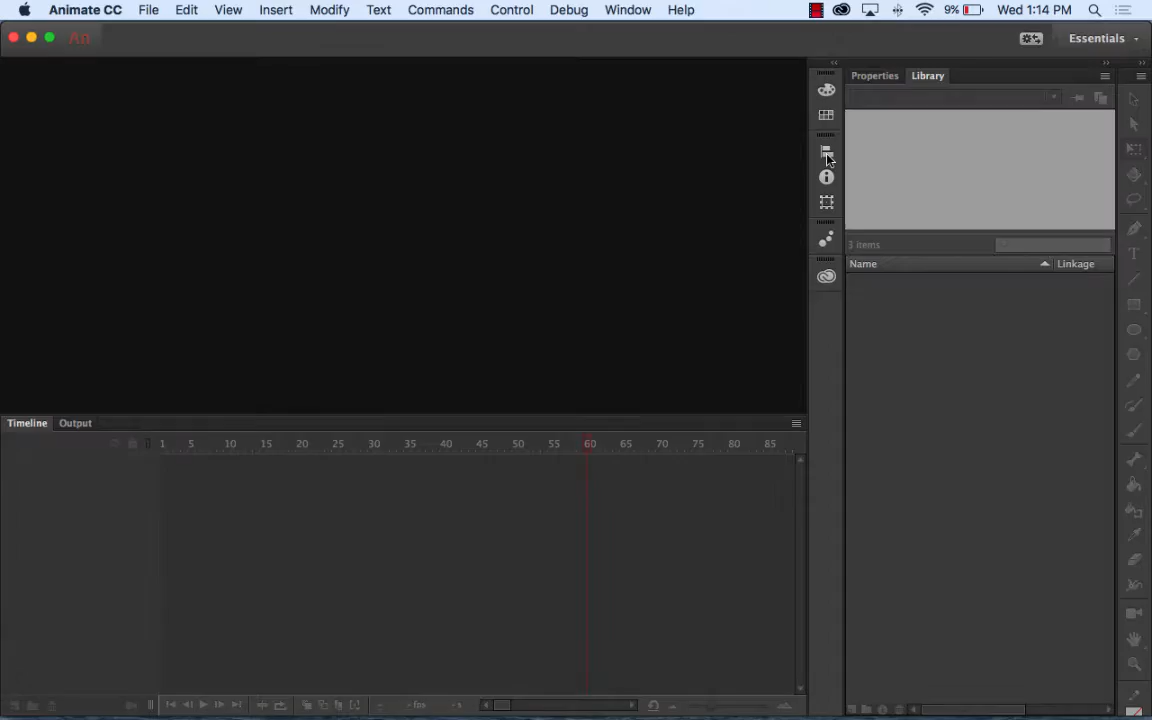 Animate CC File Edit View Insert Modify Text Commands Control Debug Window Help 9% Wed 1:14 PM
An Essentials
Properties Library
3 items
Name Linkage
Timeline Output
1 5 10 15 20 25 30 35 40 45 50 55 60 65 70 75 80 85
fps s